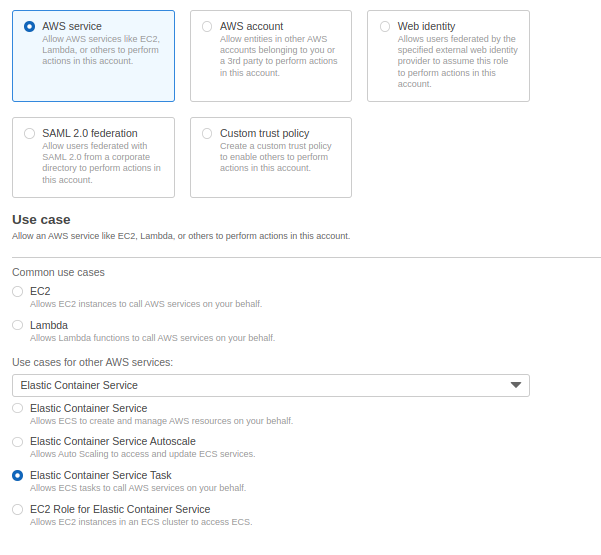 AWS service
Allow AWS services like EC2,
Lambda, or others to perform
actions in this account.
AWS account
Allow entities in other AWS
accounts belonging to you or
a 3rd party to perform actions
in this account.
Web identity
Allows users federated by the
specified external web identity
provider to assume this role
to perform actions in this
account.
SAML 2.0 federation
Allow users federated with
SAML 2.0 from a corporate
directory to perform actions in
this account.
Custom trust policy
Create a custom trust policy
to enable others to perform
actions in this account.
Use case
Allow an AWS service like EC2, Lambda, or others to perform actions in this account.
Common use cases
EC2
Allows EC2 instances to call AWS services on your behalf.
Lambda
Allows Lambda functions to call AWS services on your behalf.
Use cases for other AWS services:
Elastic Container Service
Elastic Container Service
Allows ECS to create and manage AWS resources on your behalf.
Elastic Container Service Autoscale
Allows Auto Scaling to access and update ECS services.
Elastic Container Service Task
Allows ECS tasks to call AWS services on your behalf.
EC2 Role for Elastic Container Service
Allows EC2 instances in an ECS cluster to access ECS.